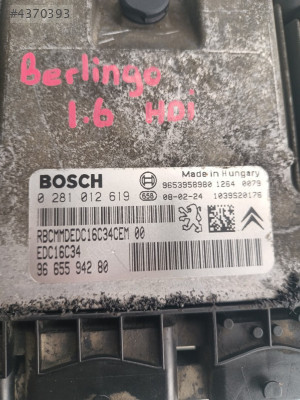 #4370393
Berlingo
1.6 HDi
BOSCH
Made in Hungary
9653958980 1264 0079
0 281 012 619
658
08-02-24
1039S20176
RBCMMDEDC16C34CEM 00
EDC16C34
96 655 942 80